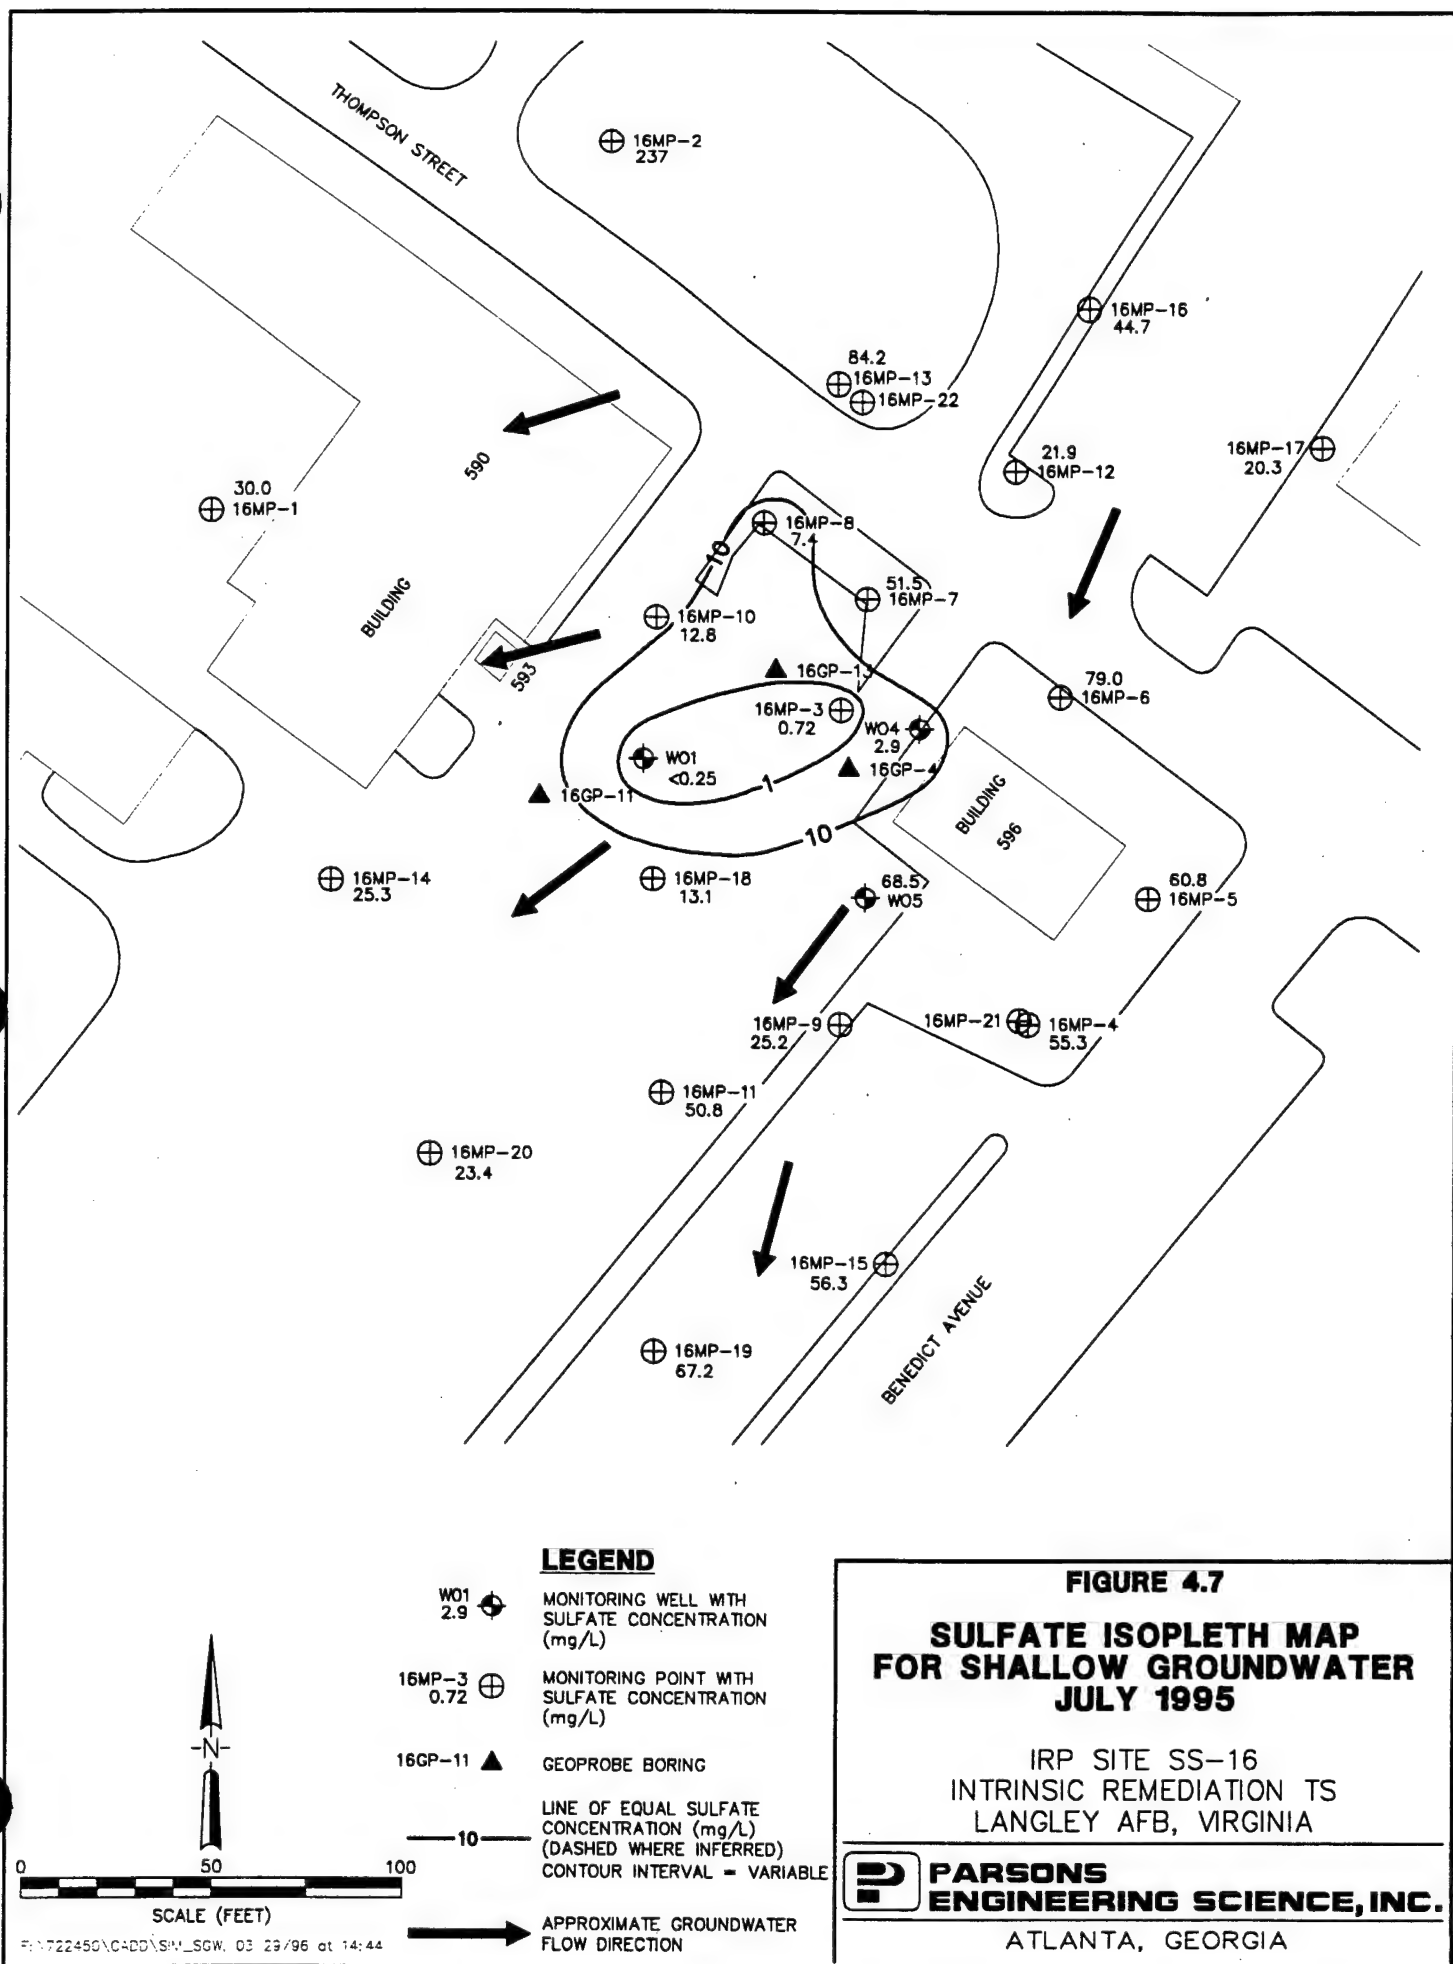 THOMPSON STREET
16MP-2
237
16MP-16
44.7
84.2
16MP-13
16MP-22
21.9
16MP-12
16MP-17
20.3
590
30.0
16MP-1
16MP-8
7.4
10
51.5
16MP-7
BUILDING
16MP-10
12.8
593
16GP-13
79.0
16MP-6
16MP-3
0.72
WO4
2.9
WO1
<0.25
16GP-4
1
16GP-11
BUILDING
596
10
16MP-14
25.3
16MP-18
13.1
68.5
WO5
60.8
16MP-5
16MP-9
25.2
16MP-21
16MP-4
55.3
16MP-11
50.8
16MP-20
23.4
16MP-15
56.3
BENEDICT AVENUE
16MP-19
67.2
LEGEND
WO1
2.9
MONITORING WELL WITH
SULFATE CONCENTRATION
(mg/L)
16MP-3
0.72
MONITORING POINT WITH
SULFATE CONCENTRATION
(mg/L)
16GP-11
GEOPROBE BORING
10
LINE OF EQUAL SULFATE
CONCENTRATION (mg/L)
(DASHED WHERE INFERRED)
CONTOUR INTERVAL = VARIABLE
APPROXIMATE GROUNDWATER
FLOW DIRECTION
-N-
0 50 100
SCALE (FEET)
at 14:44
FIGURE 4.7
SULFATE ISOPLETH MAP
FOR SHALLOW GROUNDWATER
JULY 1995
IRP SITE SS-16
INTRINSIC REMEDIATION TS
LANGLEY AFB, VIRGINIA
PARSONS
ENGINEERING SCIENCE, INC.
ATLANTA, GEORGIA